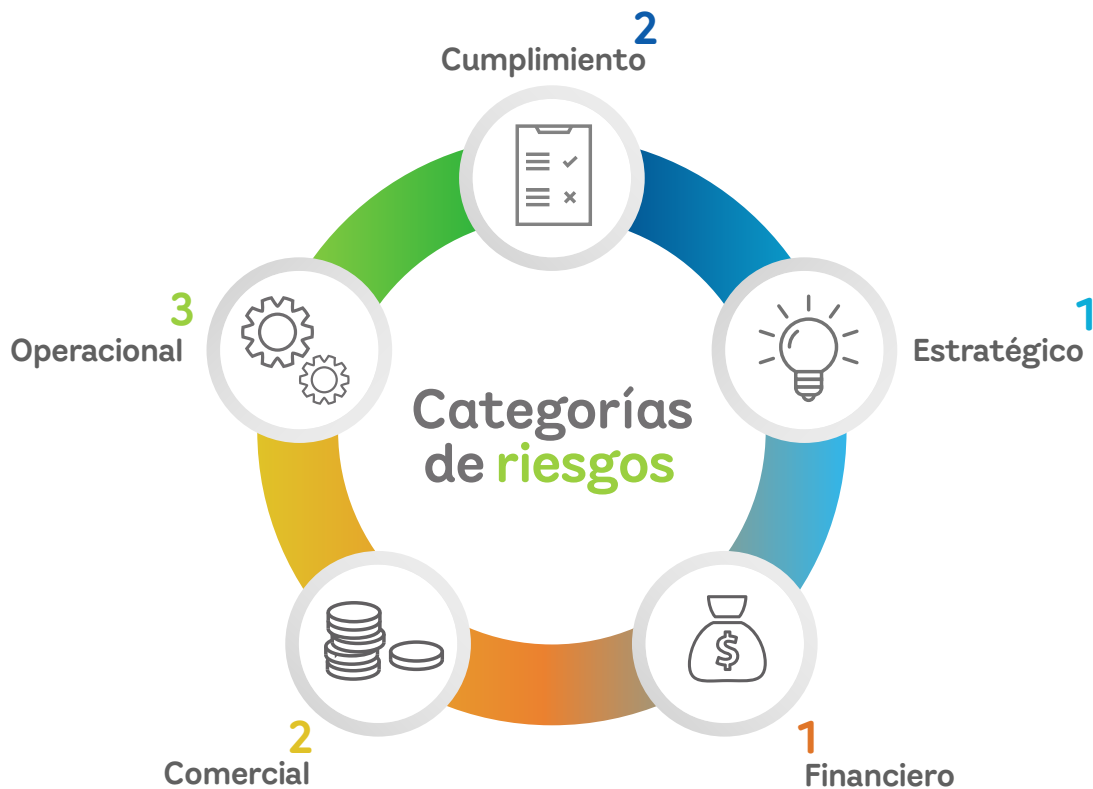 2
Cumplimiento
3
Operacional
1
Estratégico
Categorías
de riesgos
$
2
Comercial
1
Financiero